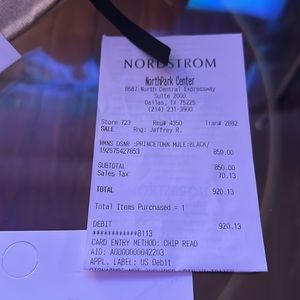 NORDSTROM
NorthPark Center
8687 North Central Expressway
Suite 2000
Dallas, TX 75225
(214) 231-3900
Store 723 Reg# 4350 Tran# 2882
SALE Rng: Jaffrey R.
WMNS DSNR :PRINCETOWN MULE:BLACK/
192575427853 850.00
SUBTOTAL 850.00
Sales Tax 70.13
TOTAL 920.13
Total Items Purchased = 1
DEBIT 920.13
************8113
CARD ENTRY METHOD: CHIP READ
AID: A0000000042203
APPL. LABEL: US Debit